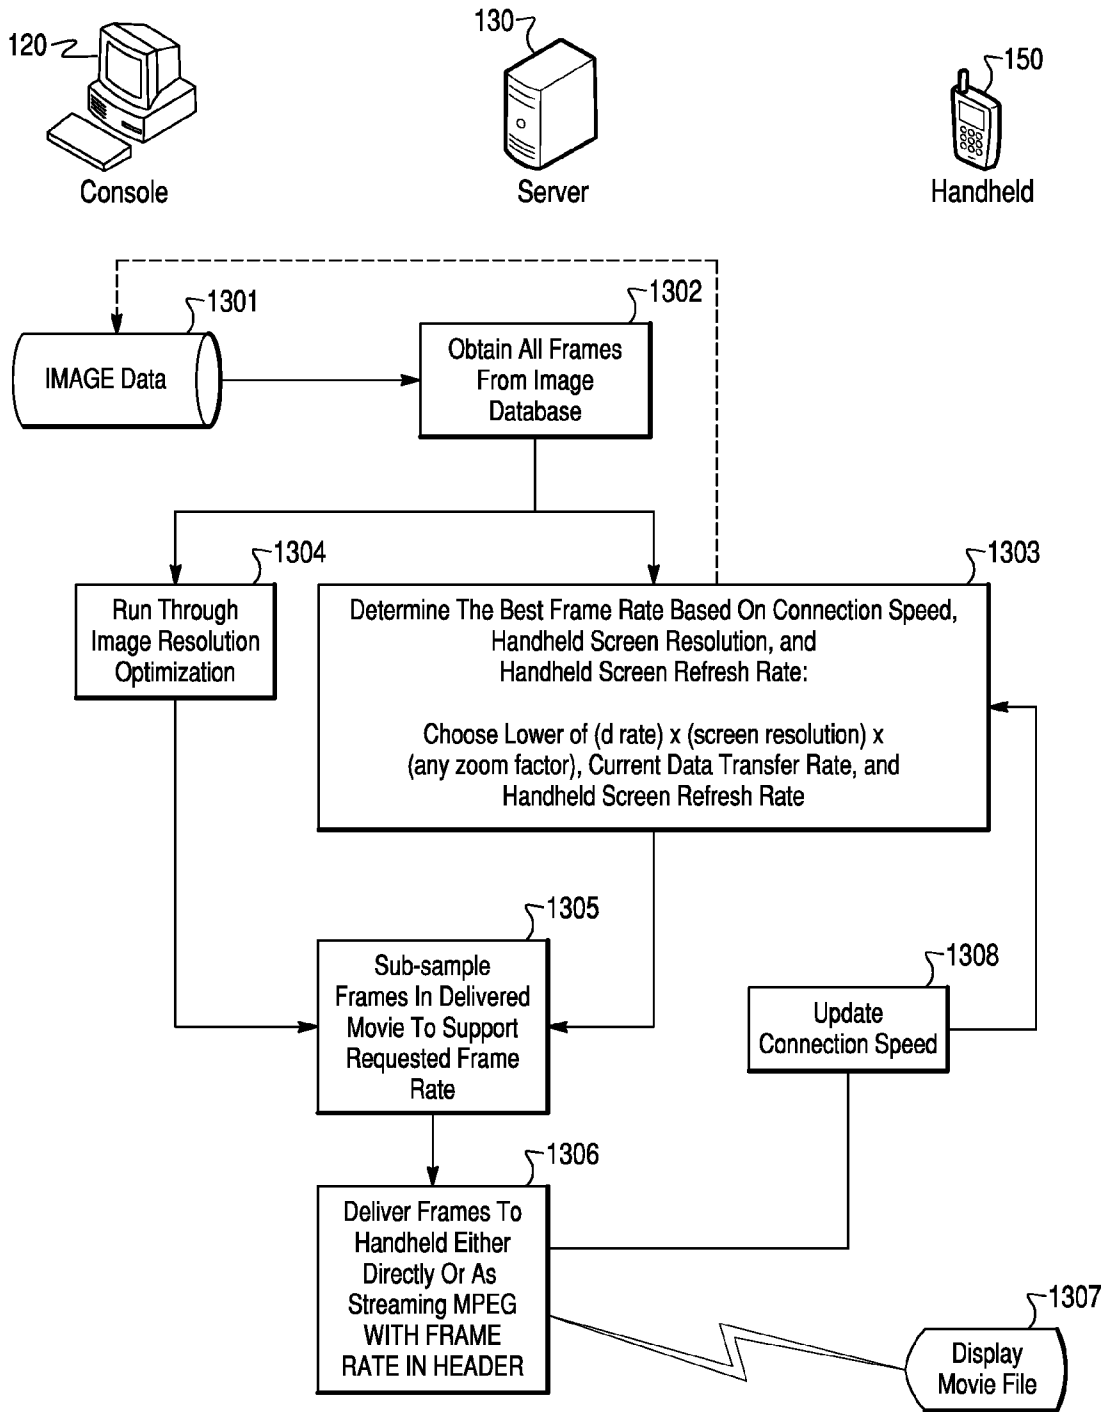 120
130
150
Console
Server
Handheld
1301
1302
IMAGE Data
Obtain All Frames
From Image
Database
1304
1303
Run Through
Image Resolution
Optimization
Determine The Best Frame Rate Based On Connection Speed,
Handheld Screen Resolution, and
Handheld Screen Refresh Rate:
Choose Lower of (d rate) x (screen resolution) x
(any zoom factor), Current Data Transfer Rate, and
Handheld Screen Refresh Rate
1305
Sub-sample
Frames In Delivered
Movie To Support
Requested Frame
Rate
1308
Update
Connection Speed
1306
Deliver Frames To
Handheld Either
Directly Or As
Streaming MPEG
WITH FRAME
RATE IN HEADER
1307
Display
Movie File